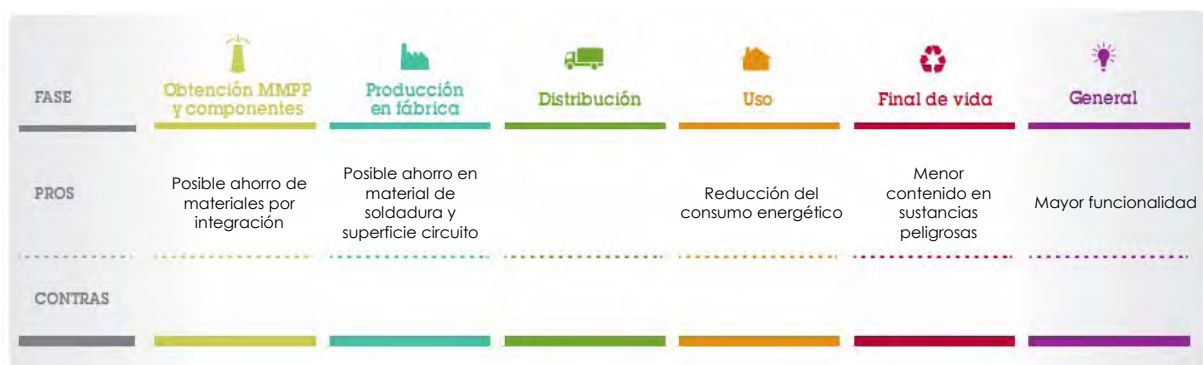 FASE
Obtención MMPP
y componentes
Producción
en fábrica
Distribución
Uso
Final de vida
General
PROS
Posible ahorro de
materiales por
integración
Posible ahorro en
material de
soldadura y
superficie circuito
Reducción del
consumo energético
Menor
contenido en
sustancias
peligrosas
Mayor funcionalidad
CONTRAS